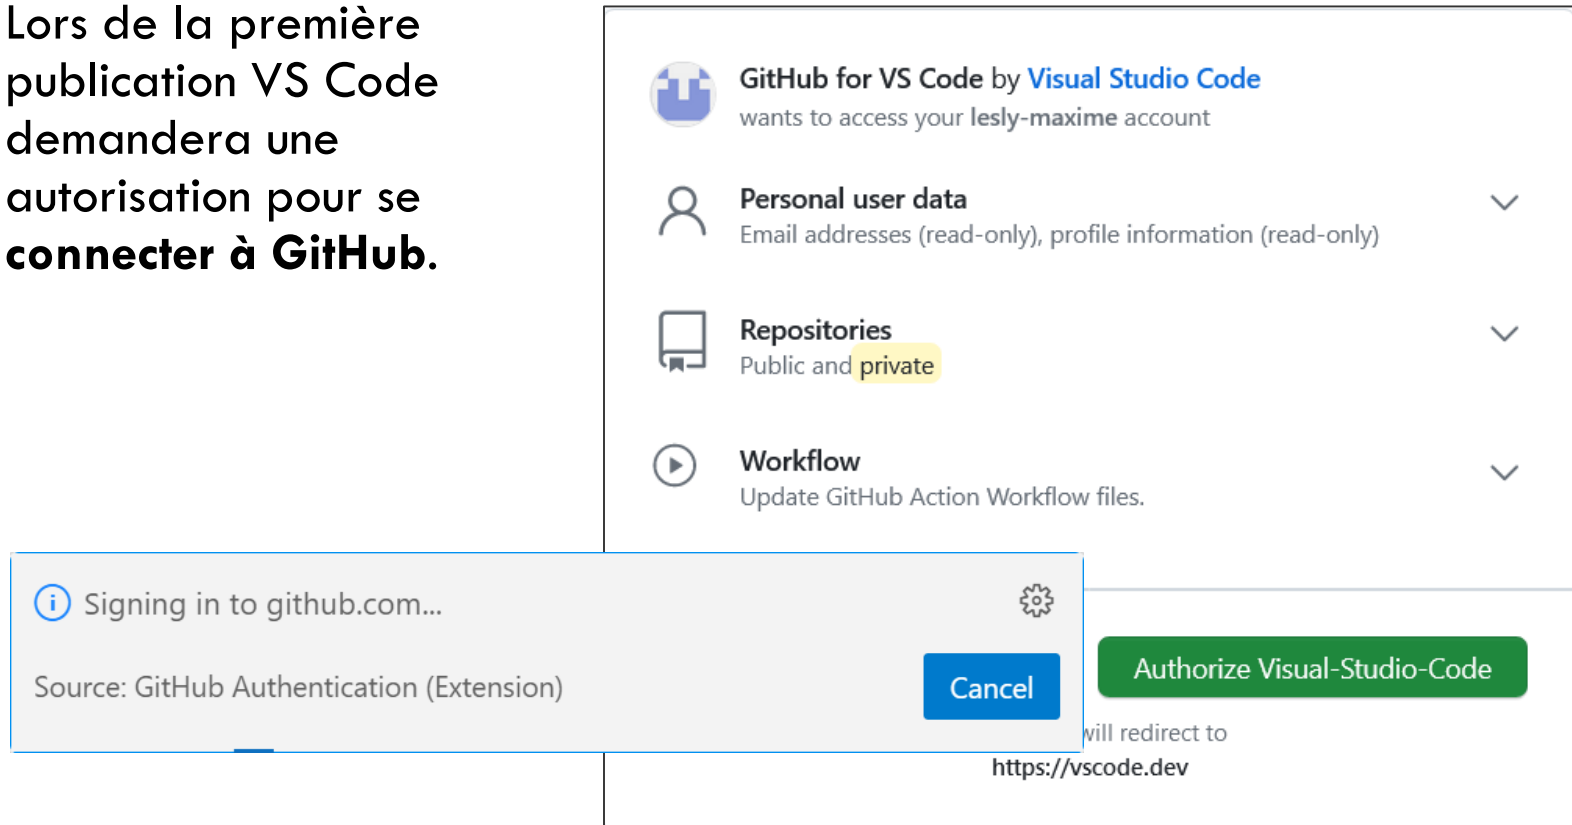 Lors de la première
publication VS Code
demandera une
autorisation pour se
connecter à GitHub.
GitHub for VS Code by Visual Studio Code
wants to access your lesly-maxime account
Personal user data
Email addresses (read-only), profile information (read-only)
Repositories
Public and private
Workflow
Update GitHub Action Workflow files.
Signing in to github.com...
Source: GitHub Authentication (Extension)
Cancel
Authorize Visual-Studio-Code
will redirect to
https://vscode.dev